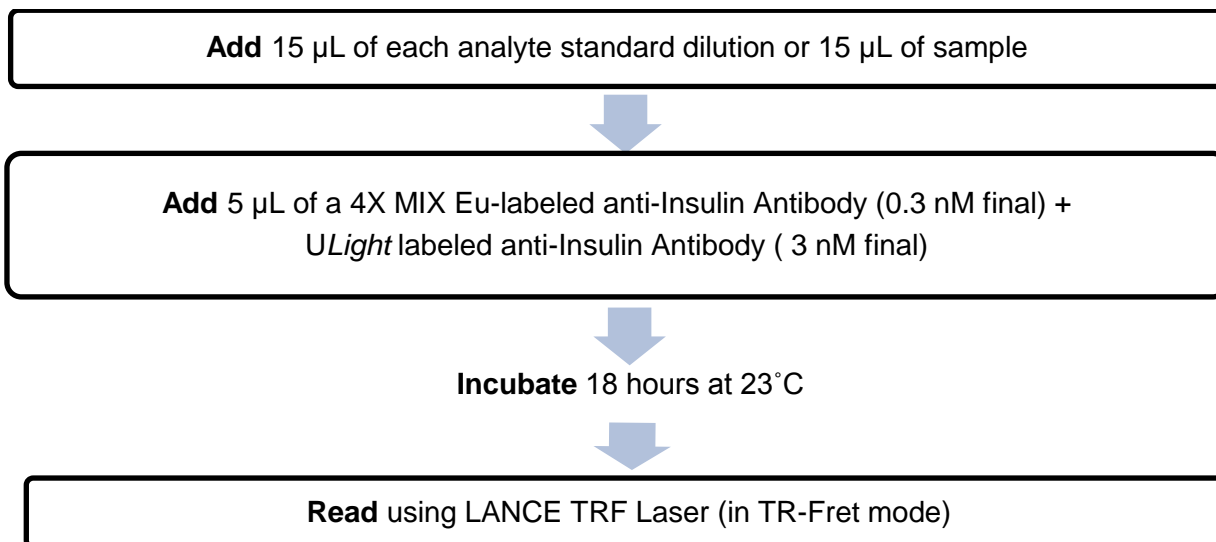 Add 15 µL of each analyte standard dilution or 15 µL of sample
Add 5 µL of a 4X MIX Eu-labeled anti-Insulin Antibody (0.3 nM final) +
ULight labeled anti-Insulin Antibody ( 3 nM final)
Incubate 18 hours at 23˚C
Read using LANCE TRF Laser (in TR-Fret mode)